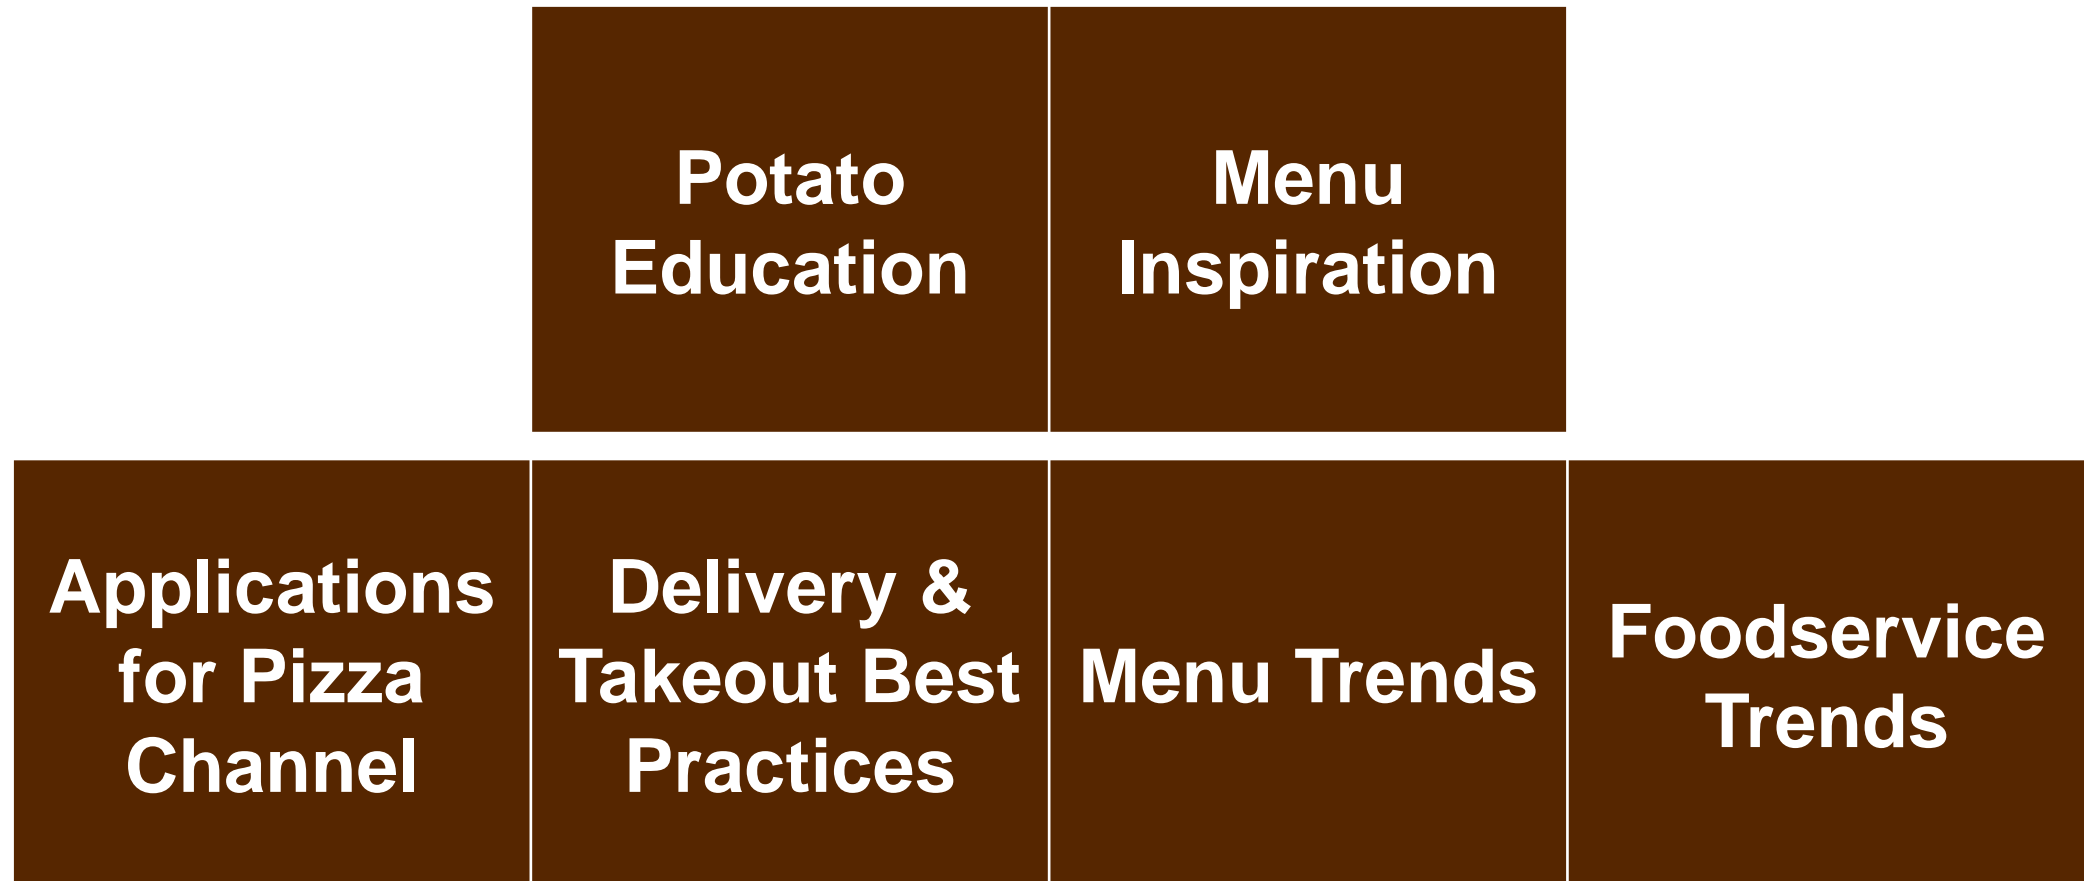 Potato
Education
Menu
Inspiration
Applications
for Pizza
Channel
Delivery &
Takeout Best
Practices
Menu Trends
Foodservice
Trends